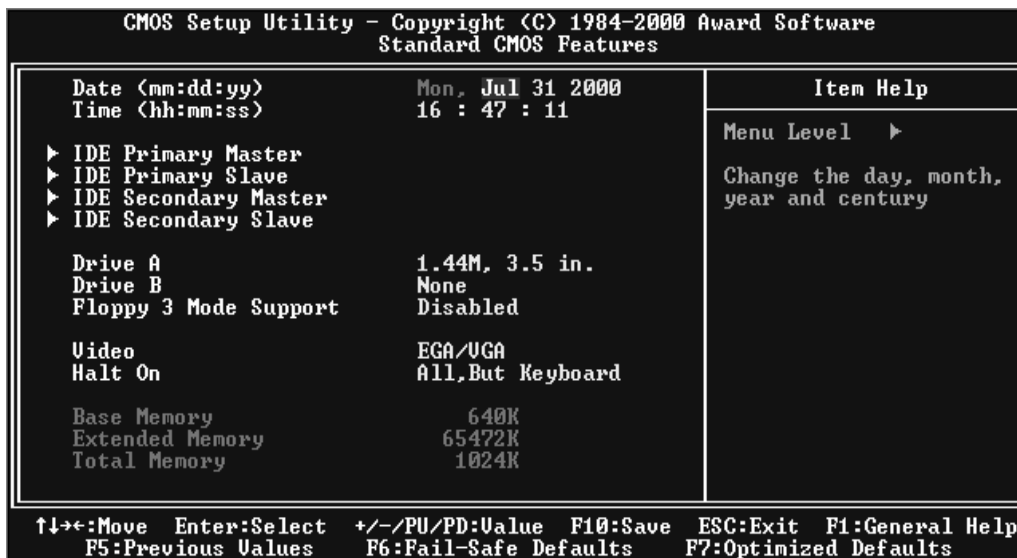 CMOS Setup Utility - Copyright (C) 1984-2000 Award Software
Standard CMOS Features
Date (mm:dd:yy) Mon, Jul 31 2000
Time (hh:mm:ss) 16 : 47 : 11
▶ IDE Primary Master
▶ IDE Primary Slave
▶ IDE Secondary Master
▶ IDE Secondary Slave
Drive A 1.44M, 3.5 in.
Drive B None
Floppy 3 Mode Support Disabled
Video EGA/VGA
Halt On All,But Keyboard
Base Memory 640K
Extended Memory 65472K
Total Memory 1024K
Item Help
Menu Level ▶
Change the day, month,
year and century
↑↓→←:Move Enter:Select +/-/PU/PD:Value F10:Save ESC:Exit F1:General Help
F5:Previous Values F6:Fail-Safe Defaults F7:Optimized Defaults